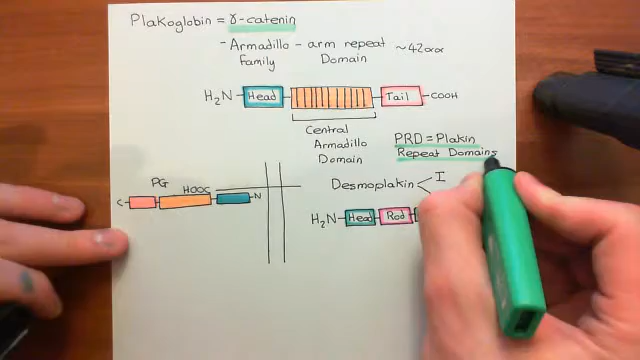 Plakoglobin = γ-catenin
- Armadillo - arm repeat ~42aa
Family Domain
H₂N Head Tail COOH
Central
Armadillo
Domain
PRD = Plakin
Repeat Domains
PG
HOOC
C N
Desmoplakin I
H₂N Head Rod